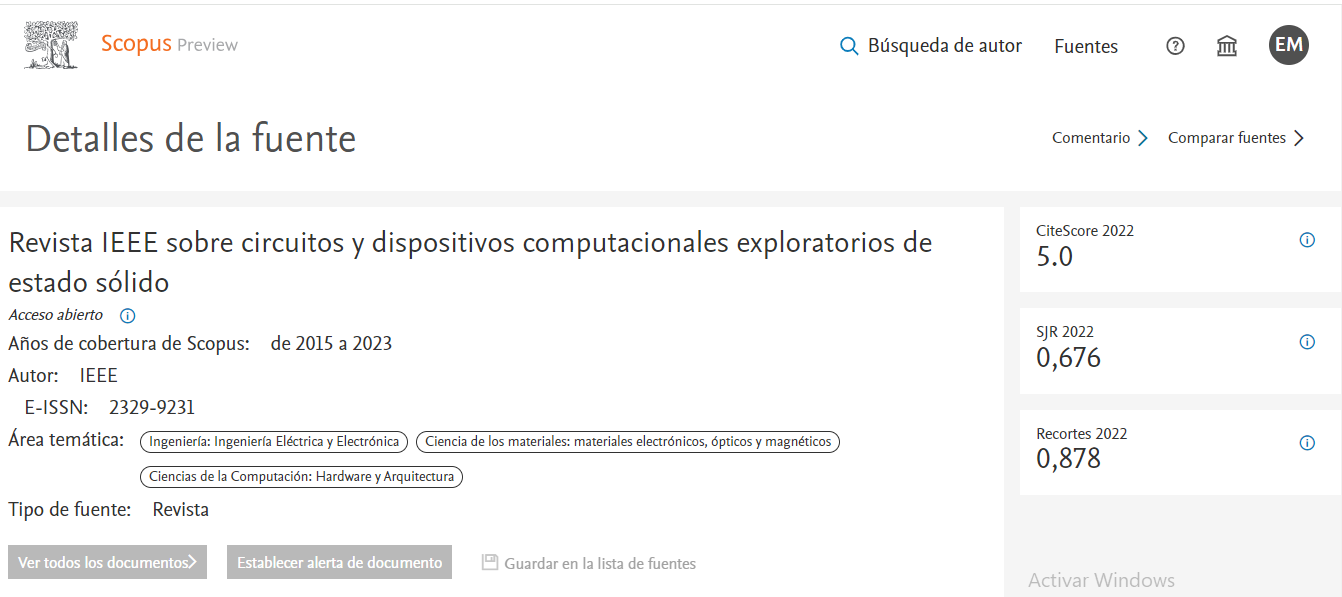 Scopus Preview
Búsqueda de autor
Fuentes
EM
Detalles de la fuente
Comentario
Comparar fuentes
Revista IEEE sobre circuitos y dispositivos computacionales exploratorios de
estado sólido
Acceso abierto
Años de cobertura de Scopus: de 2015 a 2023
Autor: IEEE
E-ISSN: 2329-9231
Área temática: Ingeniería: Ingeniería Eléctrica y Electrónica Ciencia de los materiales: materiales electrónicos, ópticos y magnéticos
Ciencias de la Computación: Hardware y Arquitectura
Tipo de fuente: Revista
Ver todos los documentos
Establecer alerta de documento
Guardar en la lista de fuentes
CiteScore 2022
5.0
SJR 2022
0,676
Recortes 2022
0,878
Activar Windows